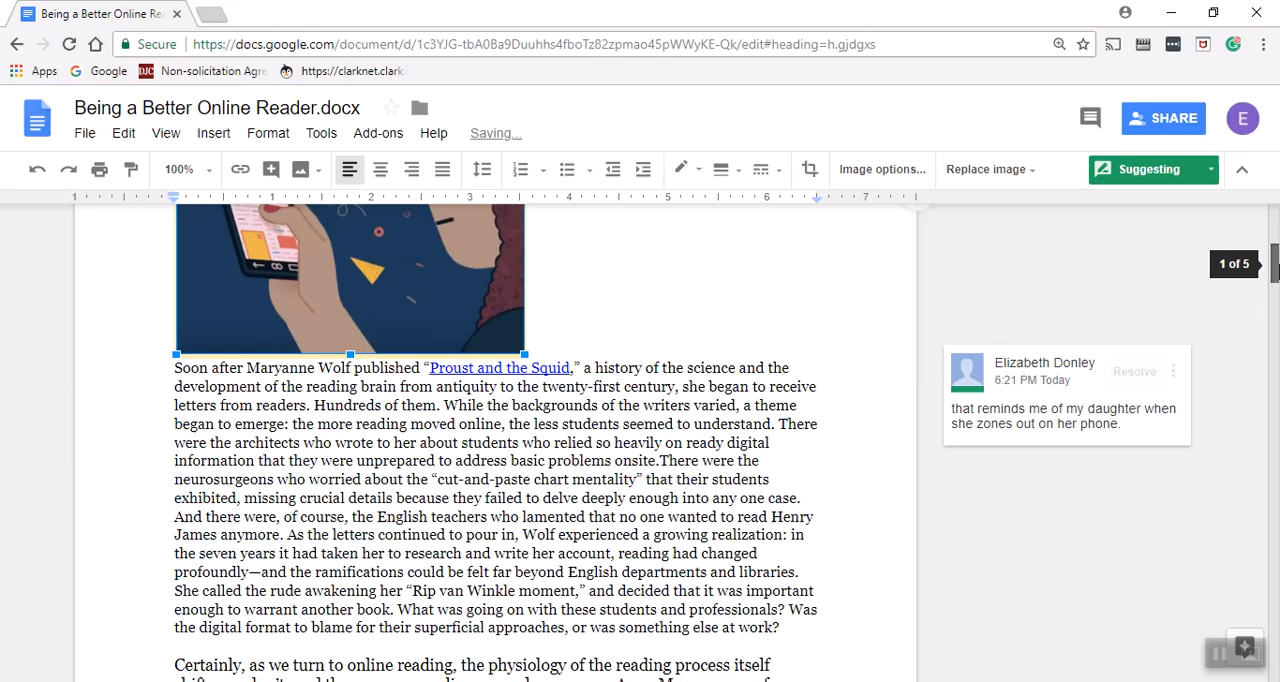 Being a Better Online Re
Secure
https://docs.google.com/document/d/1c3YJG-tbA0Ba9Duuhhs4fboTz82zpmao45pWWyKE-Qk/edit#heading=h.gjdgxs
Apps
Google
DJC
Non-solicitation Agre
https://clarknet.clark
Being a Better Online Reader.docx
File Edit View Insert Format Tools Add-ons Help Saving...
SHARE
E
100%
Image options...
Replace image
Suggesting
1 1 2 3 4 5 6 7
1 of 5
Soon after Maryanne Wolf published “Proust and the Squid,” a history of the science and the
development of the reading brain from antiquity to the twenty-first century, she began to receive
letters from readers. Hundreds of them. While the backgrounds of the writers varied, a theme
began to emerge: the more reading moved online, the less students seemed to understand. There
were the architects who wrote to her about students who relied so heavily on ready digital
information that they were unprepared to address basic problems onsite.There were the
neurosurgeons who worried about the “cut-and-paste chart mentality” that their students
exhibited, missing crucial details because they failed to delve deeply enough into any one case.
And there were, of course, the English teachers who lamented that no one wanted to read Henry
James anymore. As the letters continued to pour in, Wolf experienced a growing realization: in
the seven years it had taken her to research and write her account, reading had changed
profoundly—and the ramifications could be felt far beyond English departments and libraries.
She called the rude awakening her “Rip van Winkle moment,” and decided that it was important
enough to warrant another book. What was going on with these students and professionals? Was
the digital format to blame for their superficial approaches, or was something else at work?
Certainly, as we turn to online reading, the physiology of the reading process itself
Elizabeth Donley
6:21 PM Today
Resolve
that reminds me of my daughter when
she zones out on her phone.